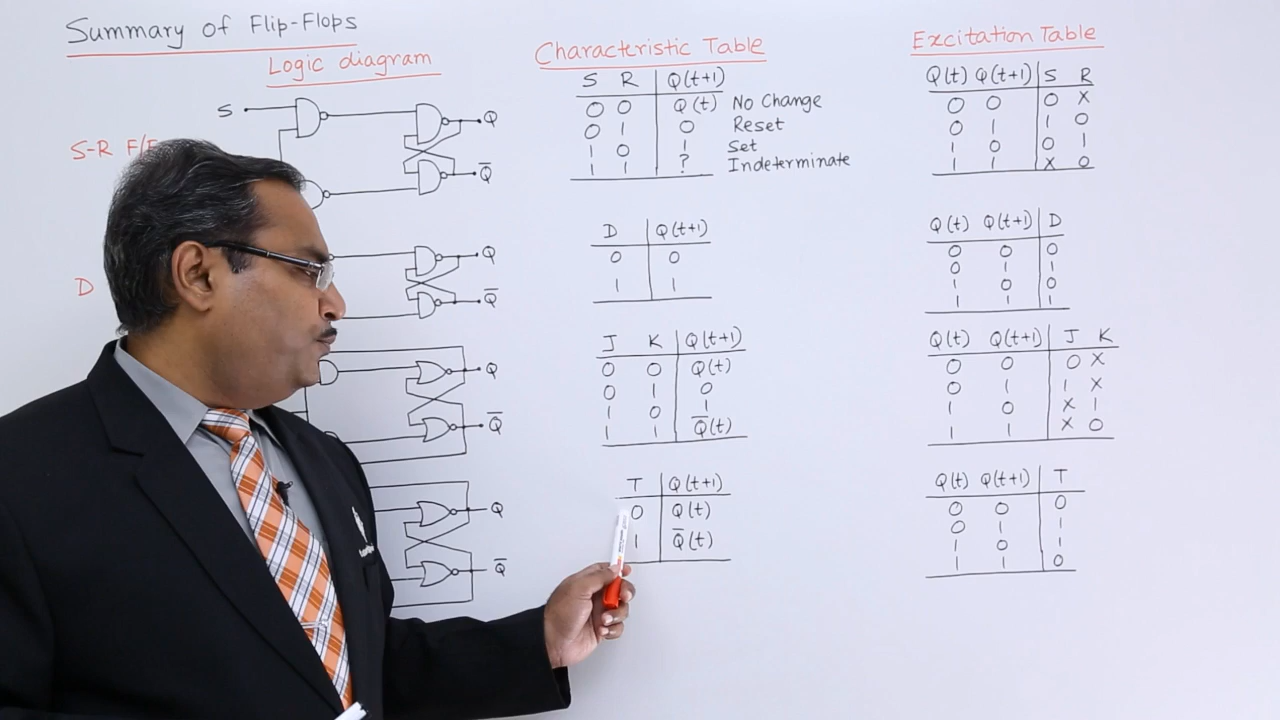 Summary of Flip-Flops
Logic diagram
Characteristic Table
Excitation Table
S-R F/F
S
Q
Q̅
S R Q(t+1)
0 0 Q(t) No Change
0 1 0 Reset
1 0 1 Set
1 1 ? Indeterminate
Q(t) Q(t+1) S R
0 0 0 X
0 1 1 0
1 0 0 1
1 1 X 0
D
Q
Q̅
D Q(t+1)
0 0
1 1
Q(t) Q(t+1) D
0 0 0
0 1 1
1 0 0
1 1 1
Q
Q̅
J K Q(t+1)
0 0 Q(t)
0 1 0
1 0 1
1 1 Q̅(t)
Q(t) Q(t+1) J K
0 0 0 X
0 1 1 X
1 0 X 1
1 1 X 0
Q
Q̅
T Q(t+1)
0 Q(t)
1 Q̅(t)
Q(t) Q(t+1) T
0 0 0
0 1 1
1 0 1
1 1 0